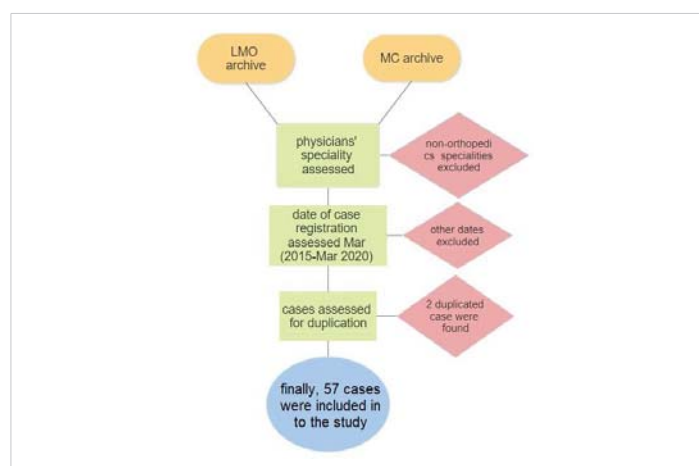 LMO
archive
MC archive
physicians'
speciality
assessed
non-orthopedi
cs specialities
excluded
date of case
registration
assessed Mar
(2015-Mar 2020)
other dates
excluded
cases assessed
for duplication
2 duplicated
case were
found
finally, 57 cases
were included in
to the study